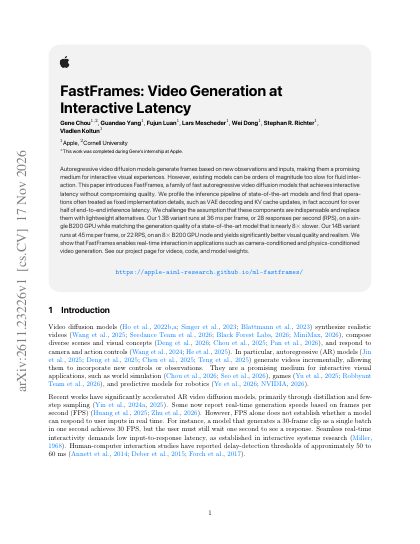 FastFrames: Video Generation at
Interactive Latency
Gene Chou1, 2, Guandao Yang1, Fujun Luan1, Lars Mescheder1, Wei Dong1, Stephan R. Richter1,
Vladlen Koltun1
1Apple, 2Cornell University
2This work was completed during Gene's internship at Apple.
Autoregressive video diffusion models generate frames based on new observations and inputs, making them a promising
medium for interactive visual experiences. However, existing models can be orders of magnitude too slow for fluid inter-
action. This paper introduces FastFrames, a family of fast autoregressive video diffusion models that achieves interactive
latency without compromising quality. We profile the inference pipeline of state-of-the-art models and find that opera-
tions often treated as fixed implementation details, such as VAE decoding and KV cache updates, in fact account for over
half of end-to-end inference latency. We challenge the assumption that these components are indispensable and replace
them with lightweight alternatives. Our 1.3B variant runs at 36 ms per frame, or 28 responses per second (RPS), on a sin-
gle B200 GPU while matching the generation quality of a state-of-the-art model that is nearly 8× slower. Our 14B variant
runs at 45 ms per frame, or 22 RPS, on an 8× B200 GPU node and yields significantly better visual quality and realism. We
show that FastFrames enables real-time interaction in applications such as camera-conditioned and physics-conditioned
video generation. See our project page for videos, code, and model weights.
https://apple-aiml-research.github.io/ml-fastframes/
arXiv:2611.23226v1 [cs.CV] 17 Nov 2026
1 Introduction
Video diffusion models (Ho et al., 2022b,a; Singer et al., 2023; Blattmann et al., 2023) synthesize realistic
videos (Wang et al., 2025; Seedance Team et al., 2026; Black Forest Labs, 2026; MiniMax, 2026), compose
diverse scenes and visual concepts (Deng et al., 2026; Chen et al., 2025; Pan et al., 2026), and respond to
camera and action controls (Wang et al., 2024; He et al., 2025). In particular, autoregressive (AR) models (Jin
et al., 2025; Deng et al., 2025; Chen et al., 2025; Teng et al., 2025) generate videos incrementally, allowing
them to incorporate new controls or observations. They are a promising medium for interactive visual
applications, such as world simulation (Chen et al., 2026; Seo et al., 2026), games (Yu et al., 2025; Robbyant
Team et al., 2026), and predictive models for robotics (Ye et al., 2026; NVIDIA, 2026).
Recent works have significantly accelerated AR video diffusion models, primarily through distillation and few-
step sampling (Yin et al., 2024a, 2025). Some now report real-time generation speeds based on frames per
second (FPS) (Huang et al., 2025; Zhu et al., 2026). However, FPS alone does not establish whether a model
can respond to user inputs in real time. For instance, a model that generates a 30-frame clip as a single batch
in one second achieves 30 FPS, but the user must still wait one second to see a response. Seamless real-time
interactivity demands low input-to-response latency, as established in interactive systems research (Miller,
1968). Human-computer interaction studies have reported delay-detection thresholds of approximately 50 to
60 ms (Annett et al., 2014; Deber et al., 2015; Forch et al., 2017).
1